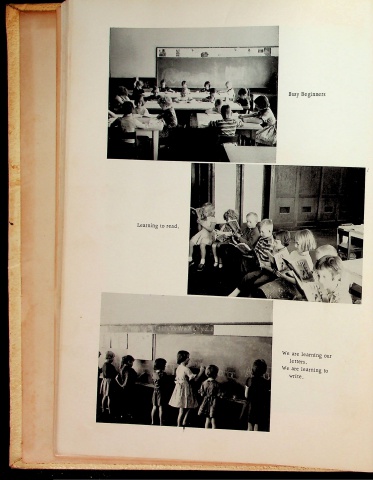 Busy Beginners
Learning to read.
We are learning our
letters.
We are learning to
write.